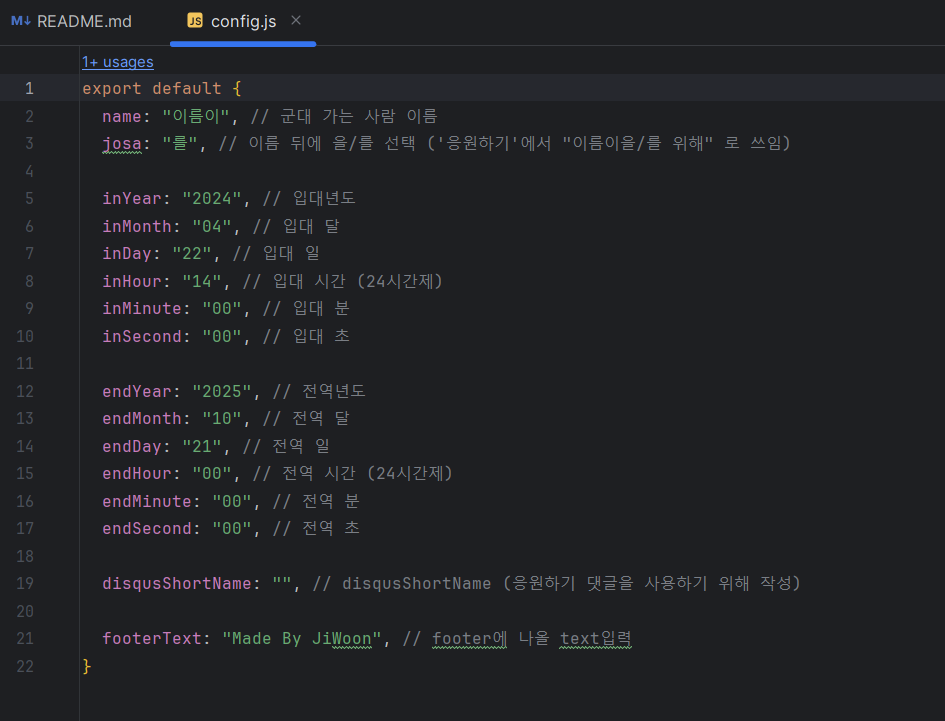 M↓ README.md
JS config.js ×
1+ usages
1 export default {
2 name: "이름이", // 군대 가는 사람 이름
3 josa: "를", // 이름 뒤에 을/를 선택 ('응원하기'에서 "이름이을/를 위해" 로 쓰임)
4
5 inYear: "2024", // 입대년도
6 inMonth: "04", // 입대 달
7 inDay: "22", // 입대 일
8 inHour: "14", // 입대 시간 (24시간제)
9 inMinute: "00", // 입대 분
10 inSecond: "00", // 입대 초
11
12 endYear: "2025", // 전역년도
13 endMonth: "10", // 전역 달
14 endDay: "21", // 전역 일
15 endHour: "00", // 전역 시간 (24시간제)
16 endMinute: "00", // 전역 분
17 endSecond: "00", // 전역 초
18
19 disqusShortName: "", // disqusShortName (응원하기 댓글을 사용하기 위해 작성)
20
21 footerText: "Made By JiWoon", // footer에 나올 text입력
22 }